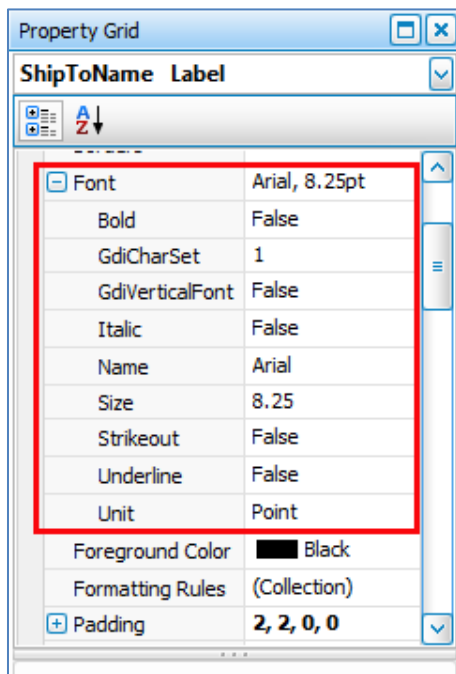 Property Grid
ShipToName Label
A Z
Font Arial, 8.25pt
Bold False
GdiCharSet 1
GdiVerticalFont False
Italic False
Name Arial
Size 8.25
Strikeout False
Underline False
Unit Point
Foreground Color Black
Formatting Rules (Collection)
Padding 2, 2, 0, 0